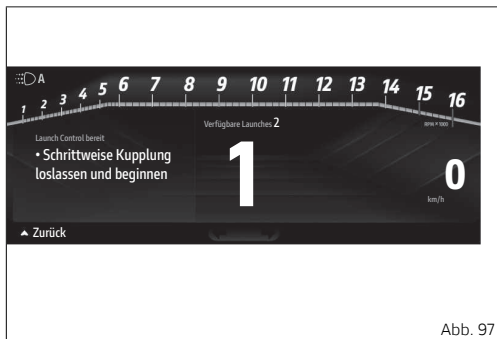 A
1 2 3 4 5 6 7 8 9 10 11 12 13 14 15 16
RPM × 1000
Launch Control bereit
Verfügbare Launches 2
• Schrittweise Kupplung
loslassen und beginnen
1
0
km/h
Zurück
Abb. 97